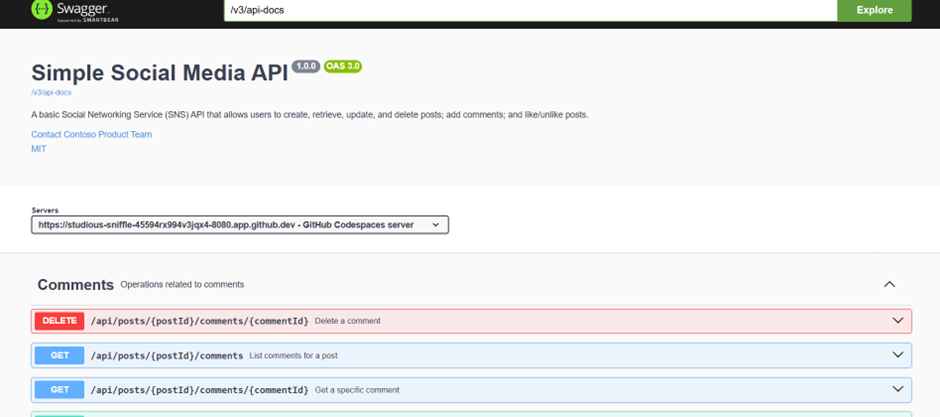 Swagger.
Supported by SMARTBEAR
/v3/api-docs
Explore
Simple Social Media API 1.0.0 OAS 3.0
/v3/api-docs
A basic Social Networking Service (SNS) API that allows users to create, retrieve, update, and delete posts; add comments; and like/unlike posts.
Contact Contoso Product Team
MIT
Servers
https://studious-sniffle-45594rx994v3jqx4-8080.app.github.dev - GitHub Codespaces server
Comments Operations related to comments
DELETE /api/posts/{postId}/comments/{commentId} Delete a comment
GET /api/posts/{postId}/comments List comments for a post
GET /api/posts/{postId}/comments/{commentId} Get a specific comment